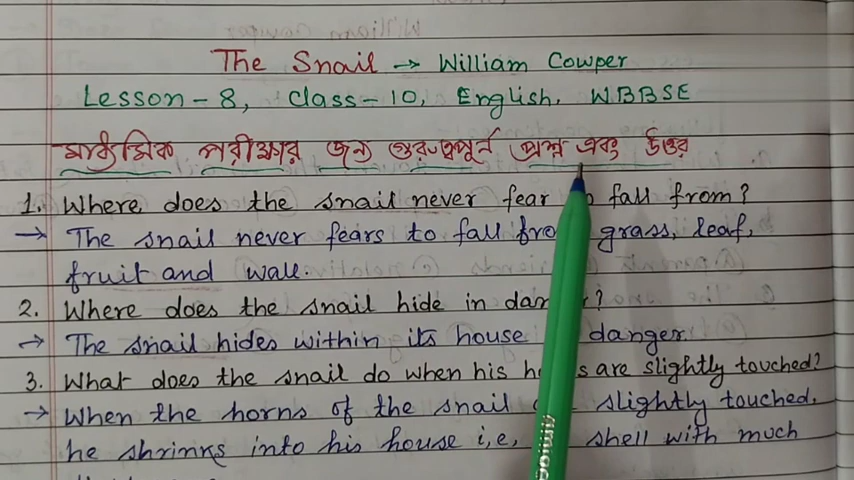 The Snail → William Cowper
Lesson - 8, Class - 10, English, WBBSE
মাধ্যমিক পরীক্ষার জন্য গুরুত্বপূর্ন প্রশ্ন এবং উত্তর
1. Where does the snail never fear fall from?
→ The snail never fears to fall grass, leaf,
fruit and wall.
2. Where does the snail hide in
→ The snail hides within its house danger.
3. What does the snail do when his are slightly touched?
→ When the horns of the snail slightly touched,
he shrinks into his house i,e, shell with much